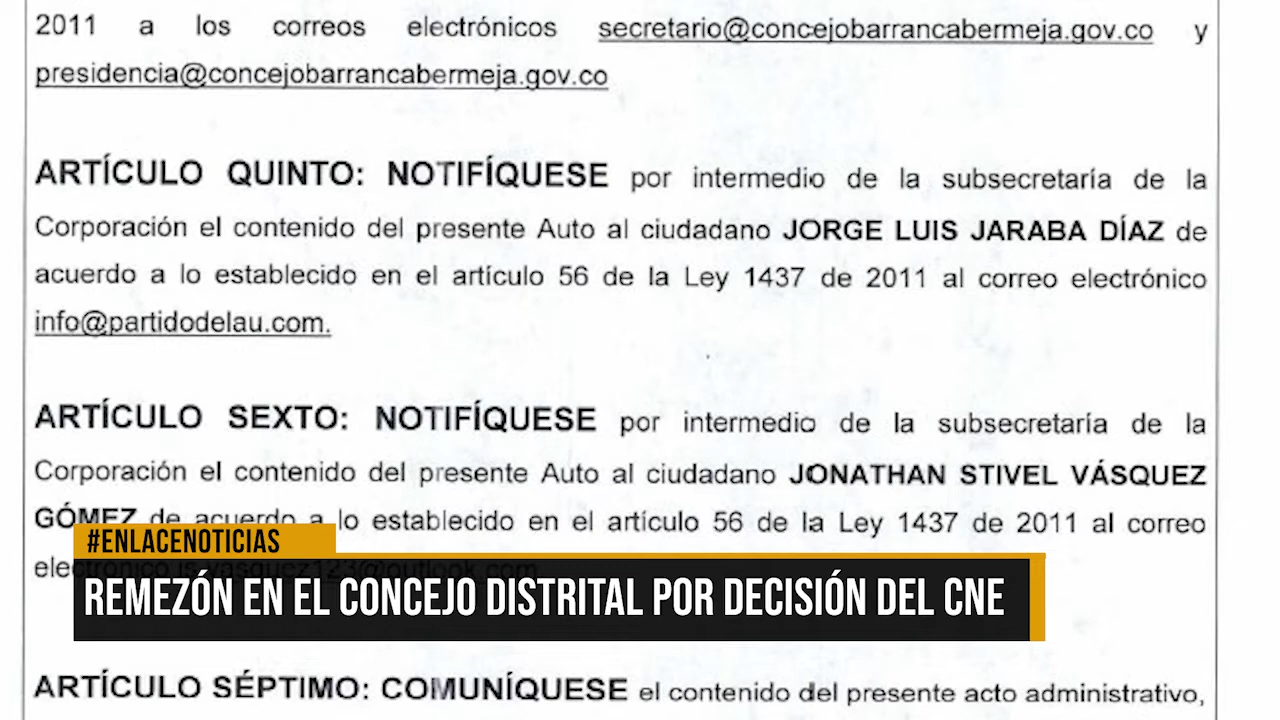 2011 a los correos electrónicos secretario@concejobarrancabermeja.gov.co y
presidencia@concejobarrancabermeja.gov.co
ARTÍCULO QUINTO: NOTIFÍQUESE por intermedio de la subsecretaría de la
Corporación el contenido del presente Auto al ciudadano JORGE LUIS JARABA DÍAZ de
acuerdo a lo establecido en el artículo 56 de la Ley 1437 de 2011 al correo electrónico
info@partidodelau.com.
ARTÍCULO SEXTO: NOTIFÍQUESE por intermedio de la subsecretaría de la
Corporación el contenido del presente Auto al ciudadano JONATHAN STIVEL VÁSQUEZ
GÓMEZ de acuerdo a lo establecido en el artículo 56 de la Ley 1437 de 2011 al correo
#ENLACENOTICIAS
electrónico
REMEZÓN EN EL CONCEJO DISTRITAL POR DECISIÓN DEL CNE
ARTÍCULO SÉPTIMO: COMUNÍQUESE el contenido del presente acto administrativo,